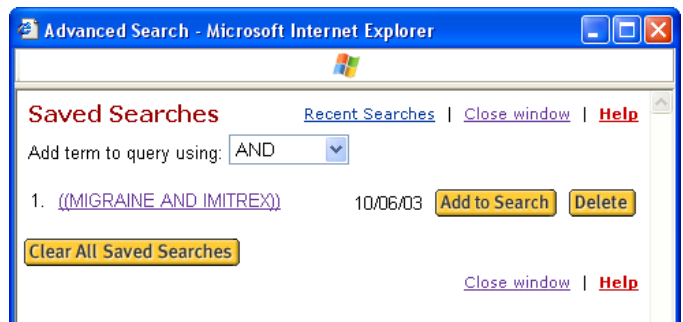 Advanced Search - Microsoft Internet Explorer
Saved Searches Recent Searches | Close window | Help
Add term to query using: AND
1. ((MIGRAINE AND IMITREX)) 10/06/03 Add to Search Delete
Clear All Saved Searches
Close window | Help